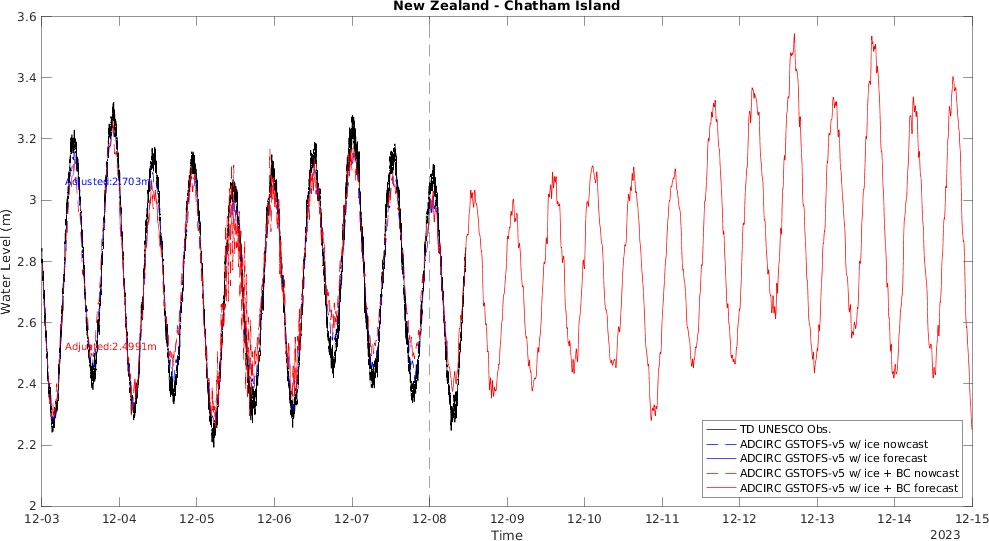 New Zealand - Chatham Island
3.6
3.4
3.2
3
2.8
2.6
2.4
2.2
2
Water Level (m)
Adjusted:2.703m
Adjusted:2.4991m
TD UNESCO Obs.
ADCIRC GSTOFS-v5 w/ ice nowcast
ADCIRC GSTOFS-v5 w/ ice forecast
ADCIRC GSTOFS-v5 w/ ice + BC nowcast
ADCIRC GSTOFS-v5 w/ ice + BC forecast
12-03 12-04 12-05 12-06 12-07 12-08 12-09 12-10 12-11 12-12 12-13 12-14 12-15
Time
2023